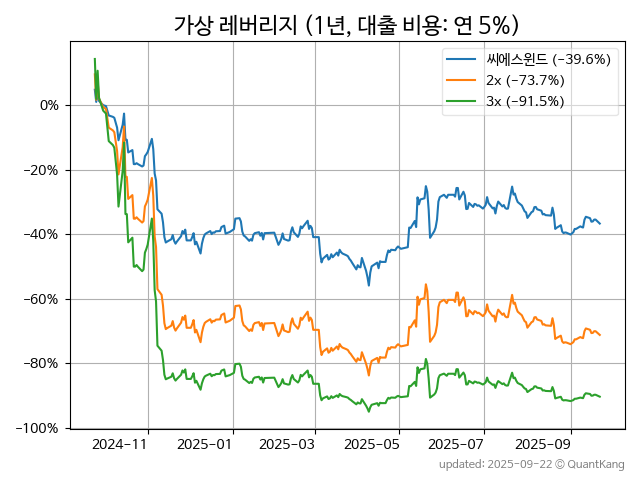 가상 레버리지 (1년, 대출 비용: 연 5%)
씨에스윈드 (−39.6%)
2x (−73.7%)
3x (−91.5%)
0%
−20%
−40%
−60%
−80%
−100%
2024-11 2025-01 2025-03 2025-05 2025-07 2025-09
updated: 2025-09-22 © QuantKang